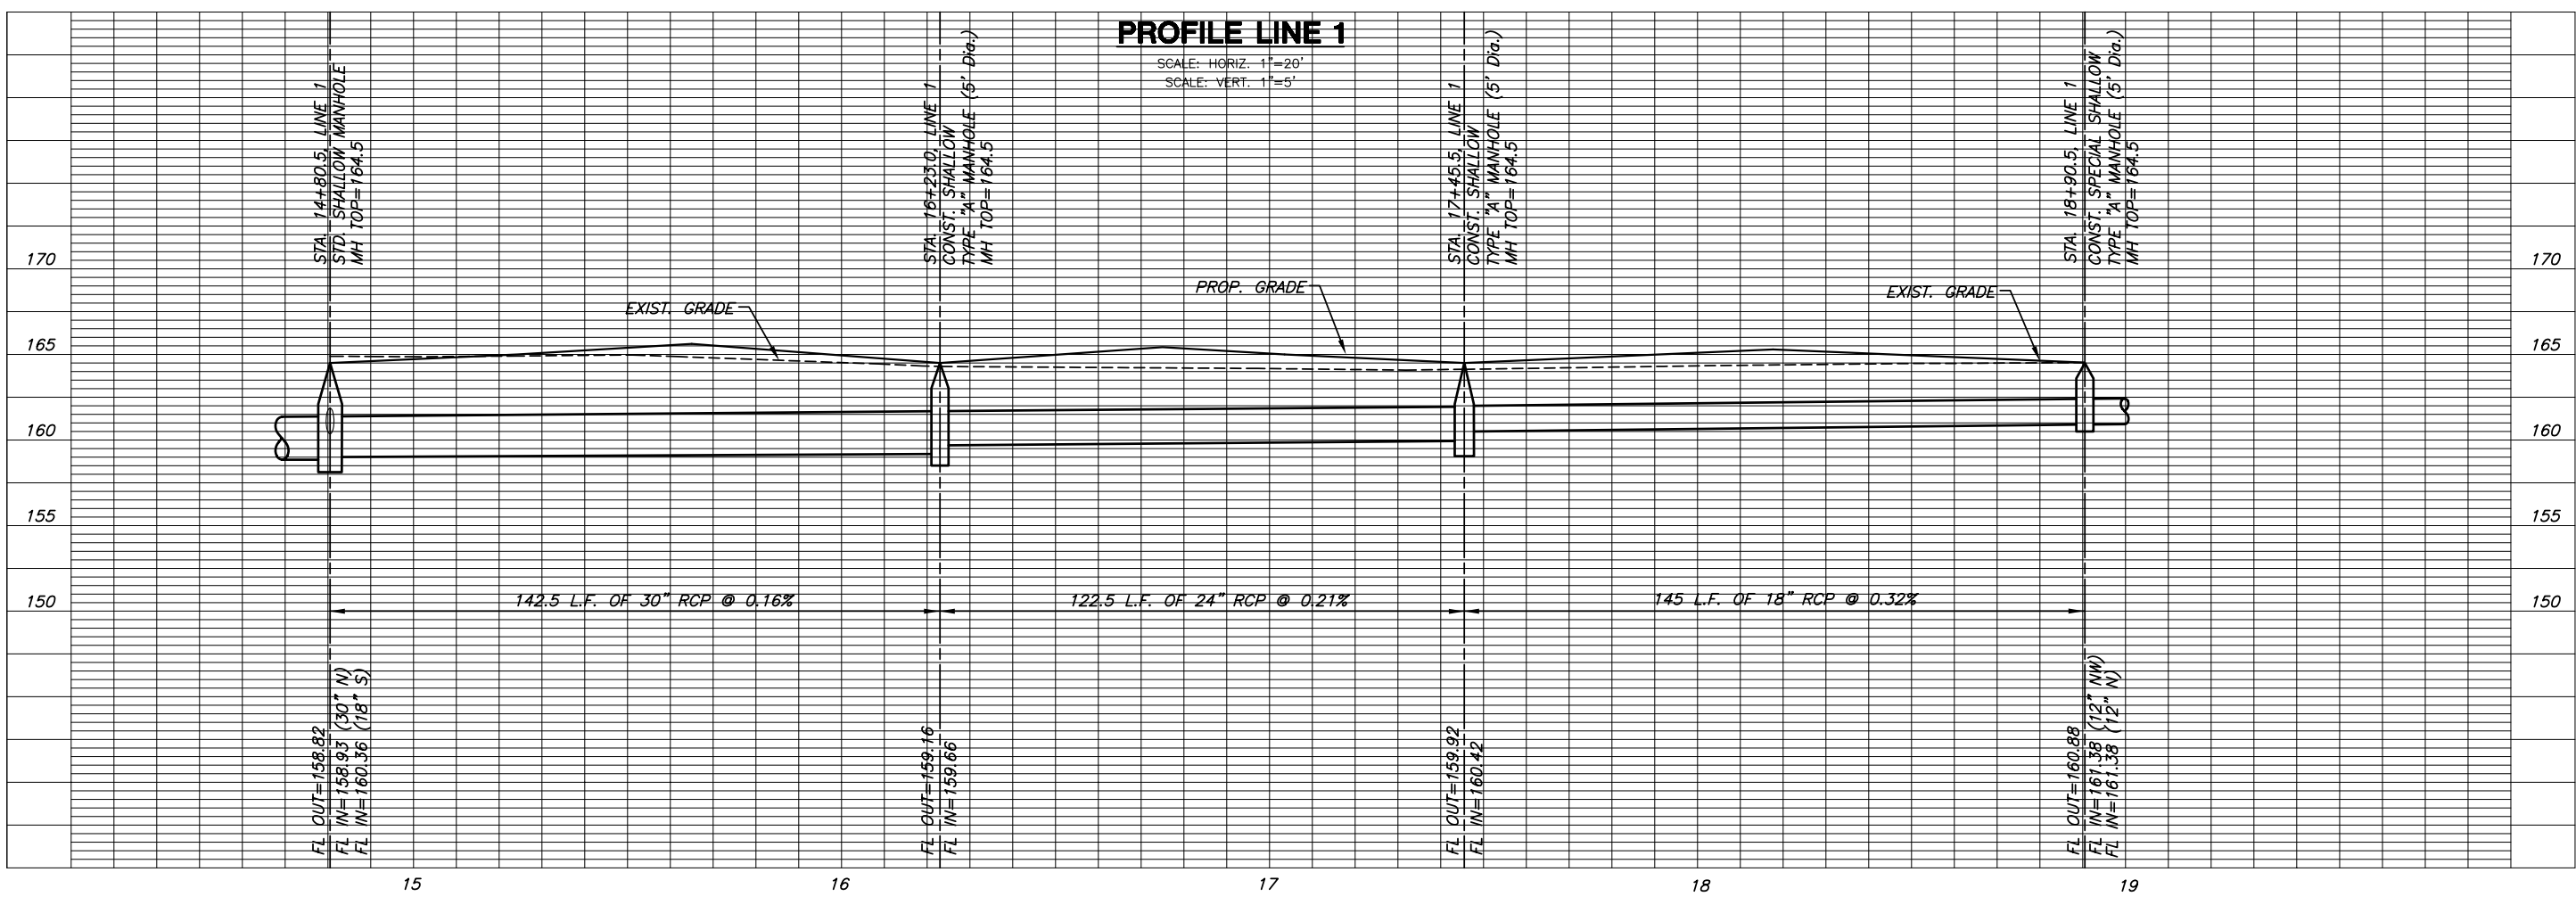 PROFILE LINE 1
SCALE: HORIZ. 1"=20'
SCALE: VERT. 1"=5'
STA. 14+80.5, LINE 1
STD. SHALLOW MANHOLE
MH TOP=164.5
STA. 16+23.0, LINE 1
CONST. SHALLOW
TYPE "A" MANHOLE (5' Dia.)
MH TOP=164.5
STA. 17+45.5, LINE 1
CONST. SHALLOW
TYPE "A" MANHOLE (5' Dia.)
MH TOP=164.5
STA. 18+90.5, LINE 1
CONST. SPECIAL SHALLOW
TYPE "A" MANHOLE (5' Dia.)
MH TOP=164.5
170
170
EXIST. GRADE
PROP. GRADE
EXIST. GRADE
165
165
160
160
155
155
150
142.5 L.F. OF 30" RCP @ 0.16%
122.5 L.F. OF 24" RCP @ 0.21%
145 L.F. OF 18" RCP @ 0.32%
150
FL OUT=158.82
FL IN=158.93 (30" N)
FL IN=160.36 (18" S)
FL OUT=159.16
FL IN=159.66
FL OUT=159.92
FL IN=160.42
FL OUT=160.88
FL IN=161.38 (12" NW)
FL IN=161.38 (12" N)
15
16
17
18
19